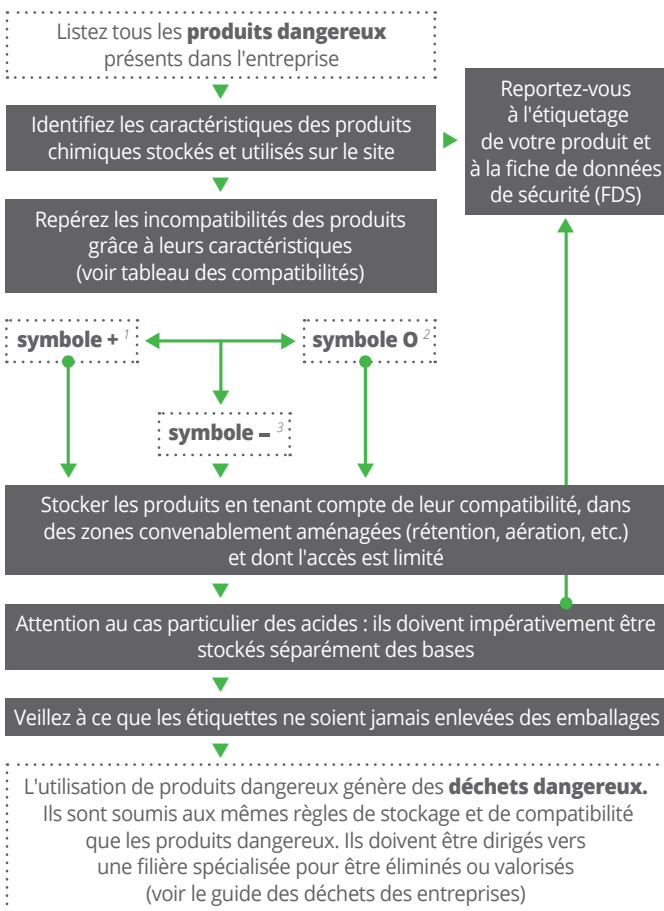 Listez tous les produits dangereux
présents dans l'entreprise
Identifiez les caractéristiques des produits
chimiques stockés et utilisés sur le site
Reportez-vous
à l'étiquetage
de votre produit et
à la fiche de données
de sécurité (FDS)
Repérez les incompatibilités des produits
grâce à leurs caractéristiques
(voir tableau des compatibilités)
symbole + 1
symbole O 2
symbole – 3
Stocker les produits en tenant compte de leur compatibilité, dans
des zones convenablement aménagées (rétention, aération, etc.)
et dont l'accès est limité
Attention au cas particulier des acides : ils doivent impérativement être
stockés séparément des bases
Veillez à ce que les étiquettes ne soient jamais enlevées des emballages
L'utilisation de produits dangereux génère des déchets dangereux.
Ils sont soumis aux mêmes règles de stockage et de compatibilité
que les produits dangereux. Ils doivent être dirigés vers
une filière spécialisée pour être éliminés ou valorisés
(voir le guide des déchets des entreprises)